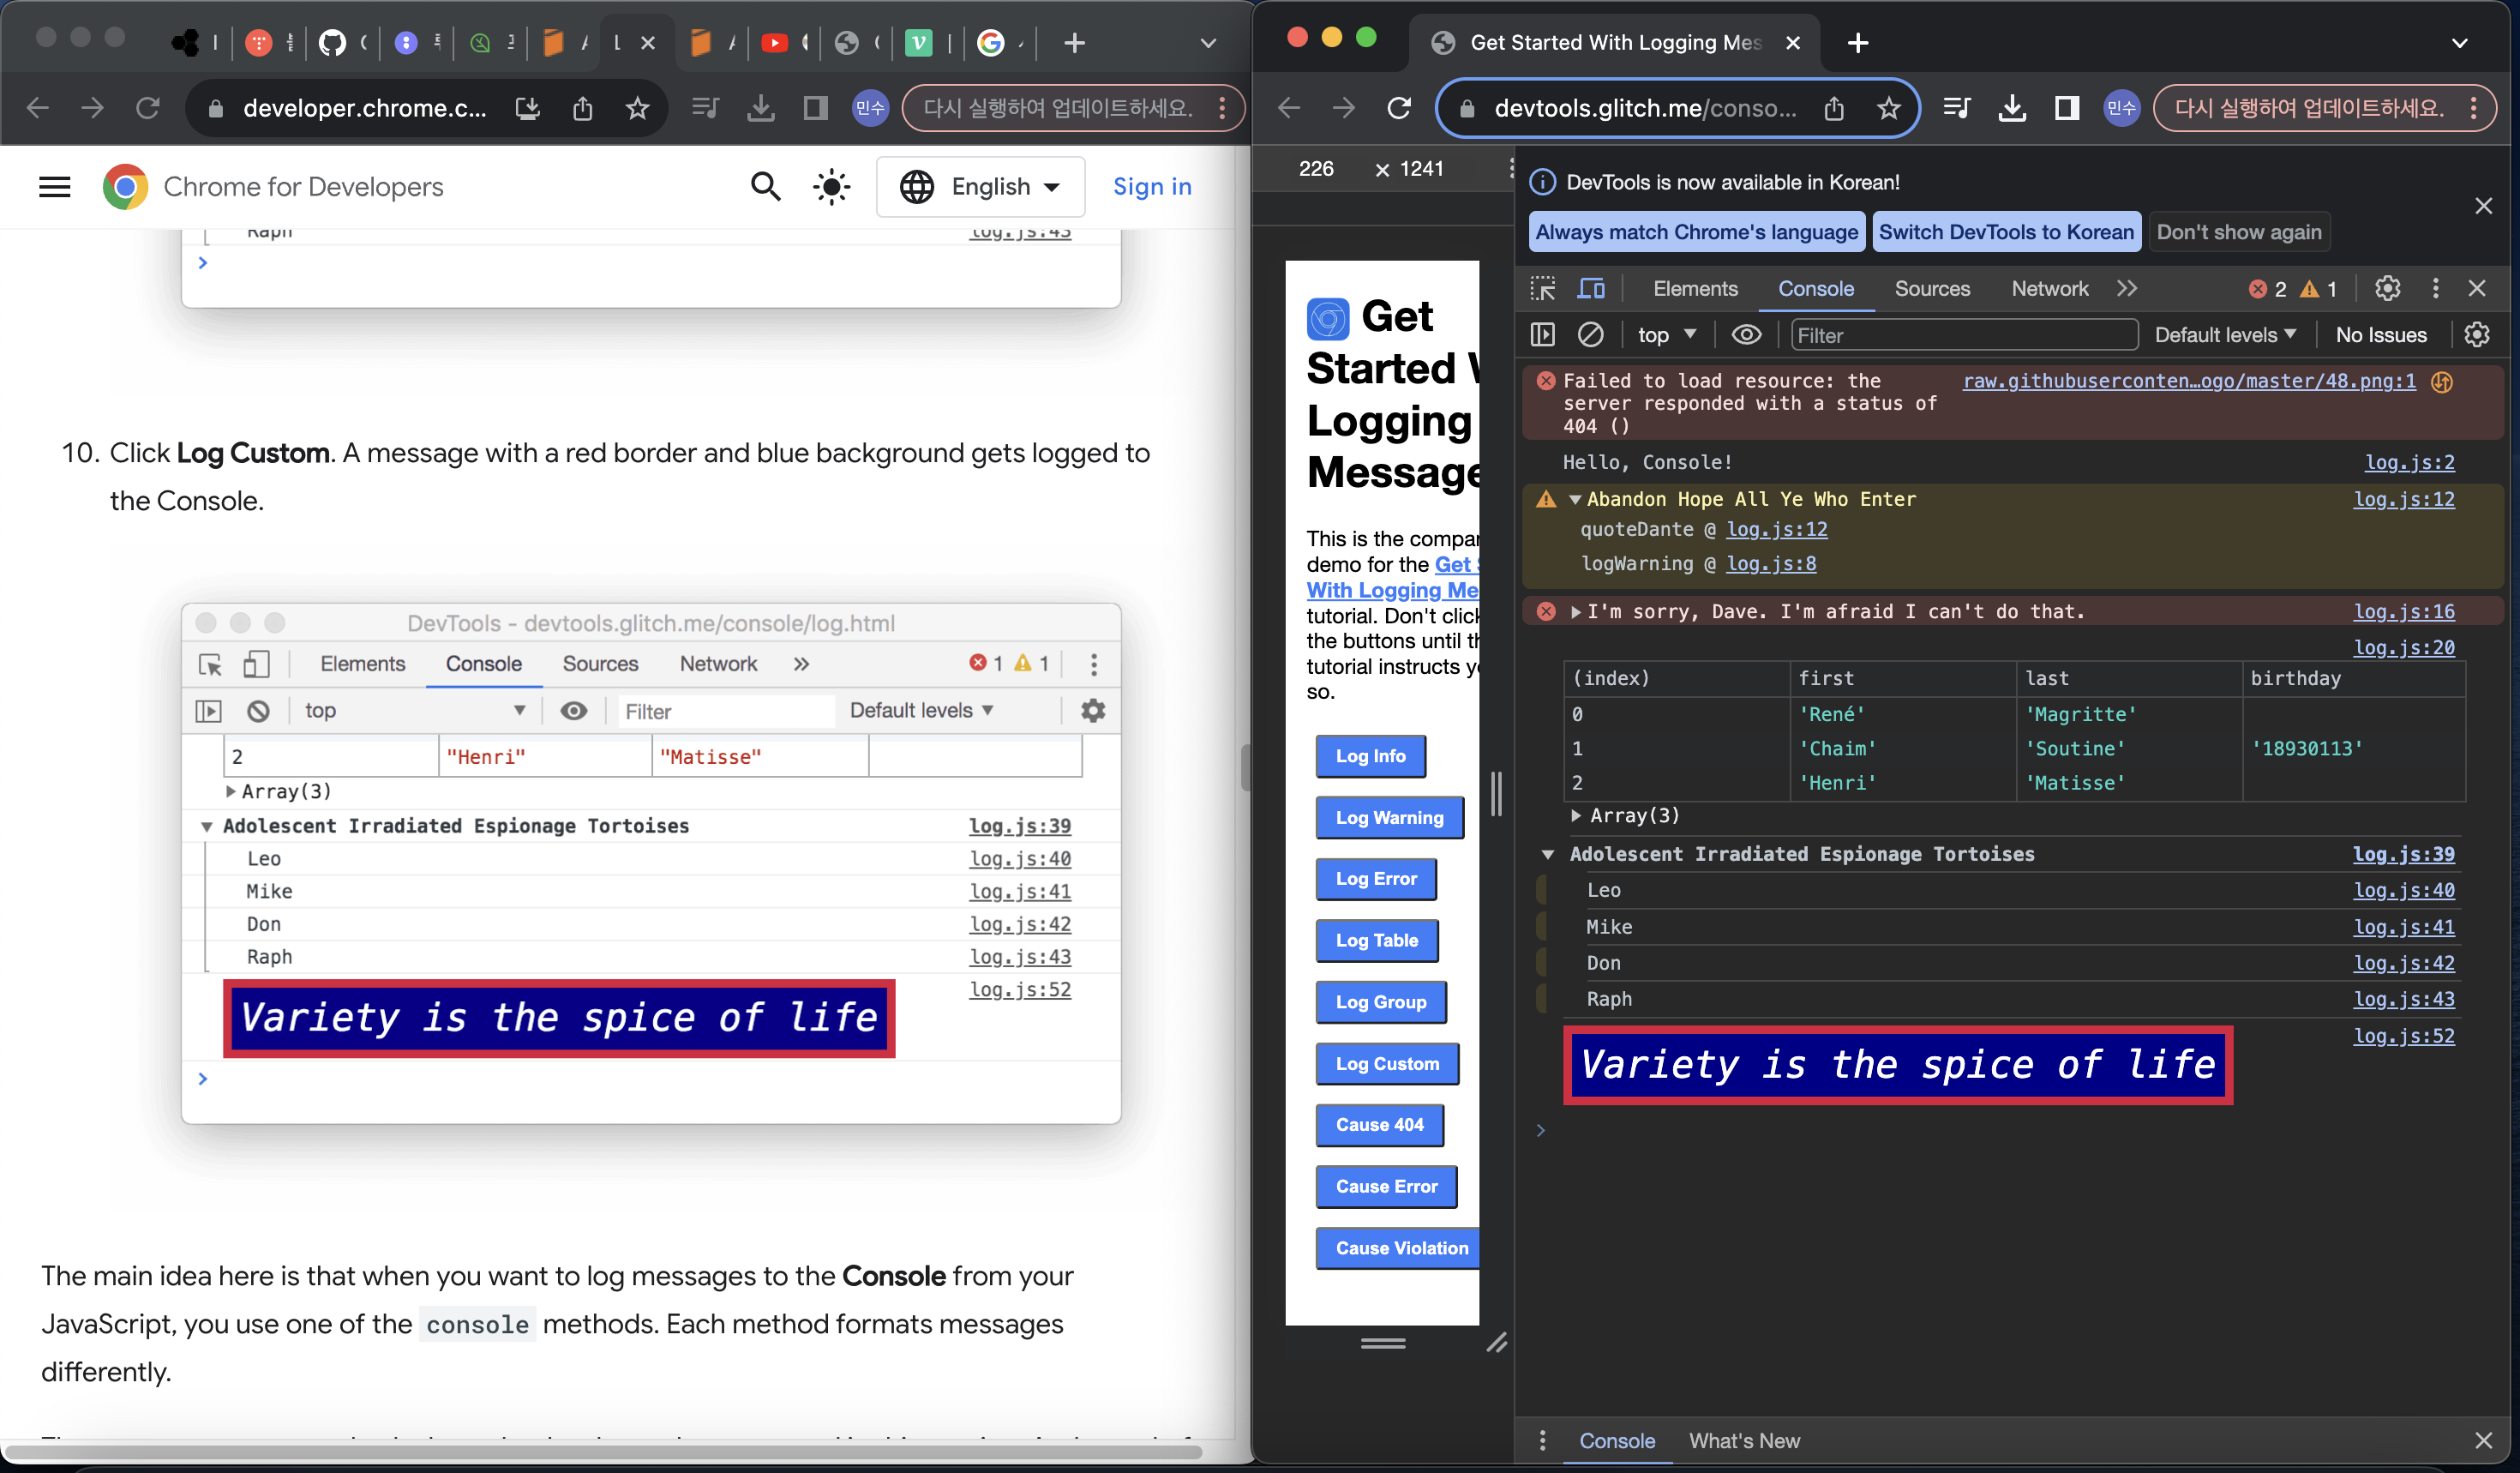 developer.chrome.c...
민수
다시 실행하여 업데이트하세요.
Chrome for Developers
English
Sign in
Raph log.js:43
>
10. Click Log Custom. A message with a red border and blue background gets logged to
the Console.
DevTools - devtools.glitch.me/console/log.html
Elements Console Sources Network >> 1 1
top Filter Default levels
2 "Henri" "Matisse"
Array(3)
Adolescent Irradiated Espionage Tortoises log.js:39
Leo log.js:40
Mike log.js:41
Don log.js:42
Raph log.js:43
Variety is the spice of life log.js:52
>
The main idea here is that when you want to log messages to the Console from your
JavaScript, you use one of the console methods. Each method formats messages
differently.
Get Started With Logging Mes
devtools.glitch.me/conso...
민수
다시 실행하여 업데이트하세요.
226 × 1241
Get
Started W
Logging
Message
This is the compan
demo for the Get S
With Logging Me
tutorial. Don't click
the buttons until th
tutorial instructs yo
so.
Log Info
Log Warning
Log Error
Log Table
Log Group
Log Custom
Cause 404
Cause Error
Cause Violation
DevTools is now available in Korean!
Always match Chrome's language Switch DevTools to Korean Don't show again
Elements Console Sources Network >> 2 1
top Filter Default levels No Issues
Failed to load resource: the raw.githubuserconten…ogo/master/48.png:1
server responded with a status of
404 ()
Hello, Console! log.js:2
Abandon Hope All Ye Who Enter log.js:12
quoteDante @ log.js:12
logWarning @ log.js:8
I'm sorry, Dave. I'm afraid I can't do that. log.js:16
log.js:20
(index) first last birthday
0 'René' 'Magritte'
1 'Chaim' 'Soutine' '18930113'
2 'Henri' 'Matisse'
Array(3)
Adolescent Irradiated Espionage Tortoises log.js:39
Leo log.js:40
Mike log.js:41
Don log.js:42
Raph log.js:43
Variety is the spice of life log.js:52
>
Console What's New